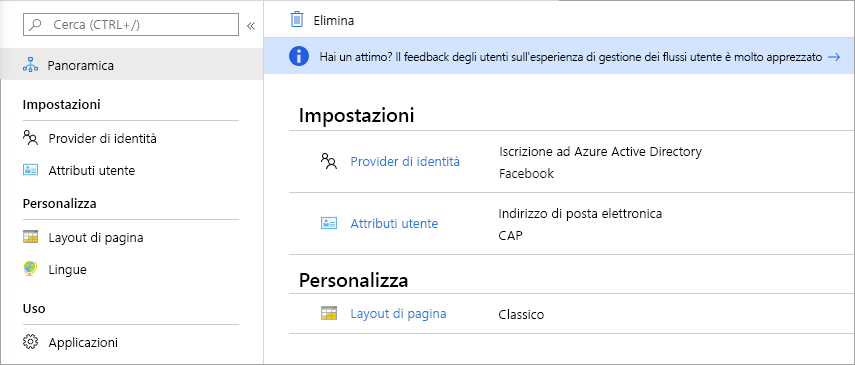 Cerca (CTRL+/)
«
Panoramica
Impostazioni
Provider di identità
Attributi utente
Personalizza
Layout di pagina
Lingue
Uso
Applicazioni
Elimina
Hai un attimo? Il feedback degli utenti sull'esperienza di gestione dei flussi utente è molto apprezzato →
Impostazioni
Provider di identità
Iscrizione ad Azure Active Directory
Facebook
Attributi utente
Indirizzo di posta elettronica
CAP
Personalizza
Layout di pagina
Classico